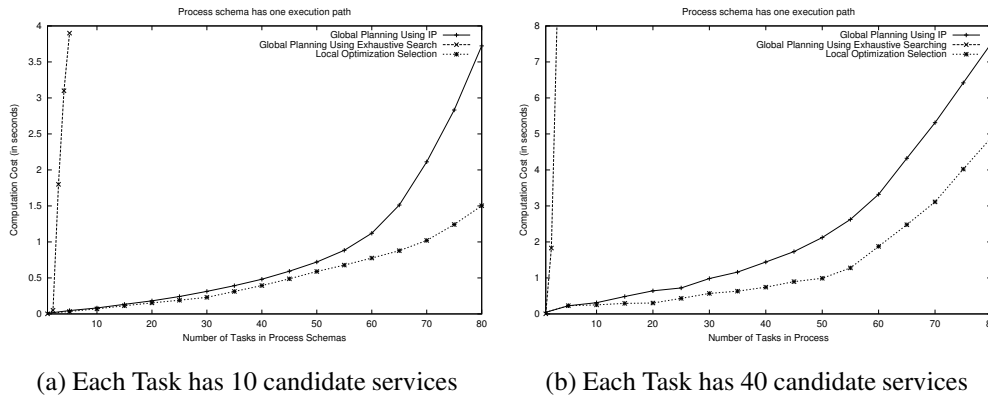 Process schema has one execution path
Global Planning Using IP
Global Planning Using Exhaustive Search
Local Optimization Selection
Computation Cost (in seconds)
4
3.5
3
2.5
2
1.5
1
0.5
0
10 20 30 40 50 60 70 80
Number of Tasks in Process Schemas
(a) Each Task has 10 candidate services
Process schema has one execution path
Global Planning Using IP
Global Planning Using Exhaustive Searching
Local Optimization Selection
Computation Cost (in seconds)
8
7
6
5
4
3
2
1
0
10 20 30 40 50 60 70 80
Number of Tasks in Process
(b) Each Task has 40 candidate services